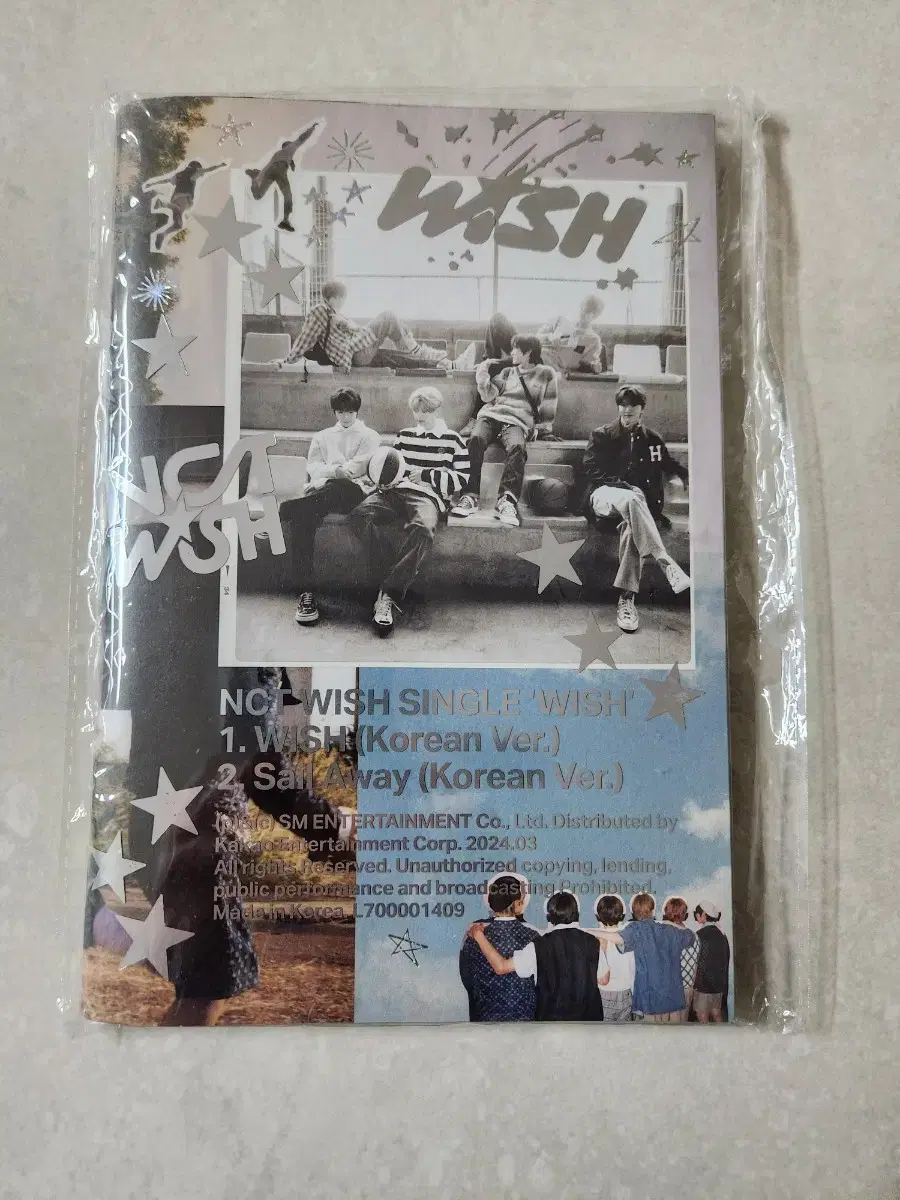 WISH
H
NCT
WISH
NCT WISH SINGLE 'WISH'
1. WISH (Korean Ver.)
2. Sail Away (Korean Ver.)
(p)&(c) SM ENTERTAINMENT Co., Ltd. Distributed by
Kakao Entertainment Corp. 2024.03
All rights Reserved. Unauthorized copying, lending,
public performance and broadcasting Prohibited.
Made in Korea. L700001409